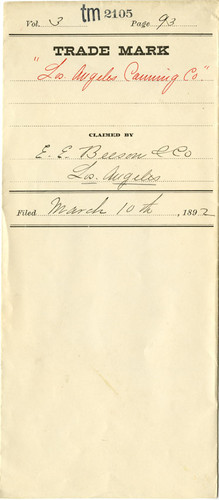 tm 2105
Vol. 3 Page 93
TRADE MARK
"Los Angeles Canning Co"
CLAIMED BY
E. E. Beeson & Co
Los Angeles
Filed March 10th, 1892